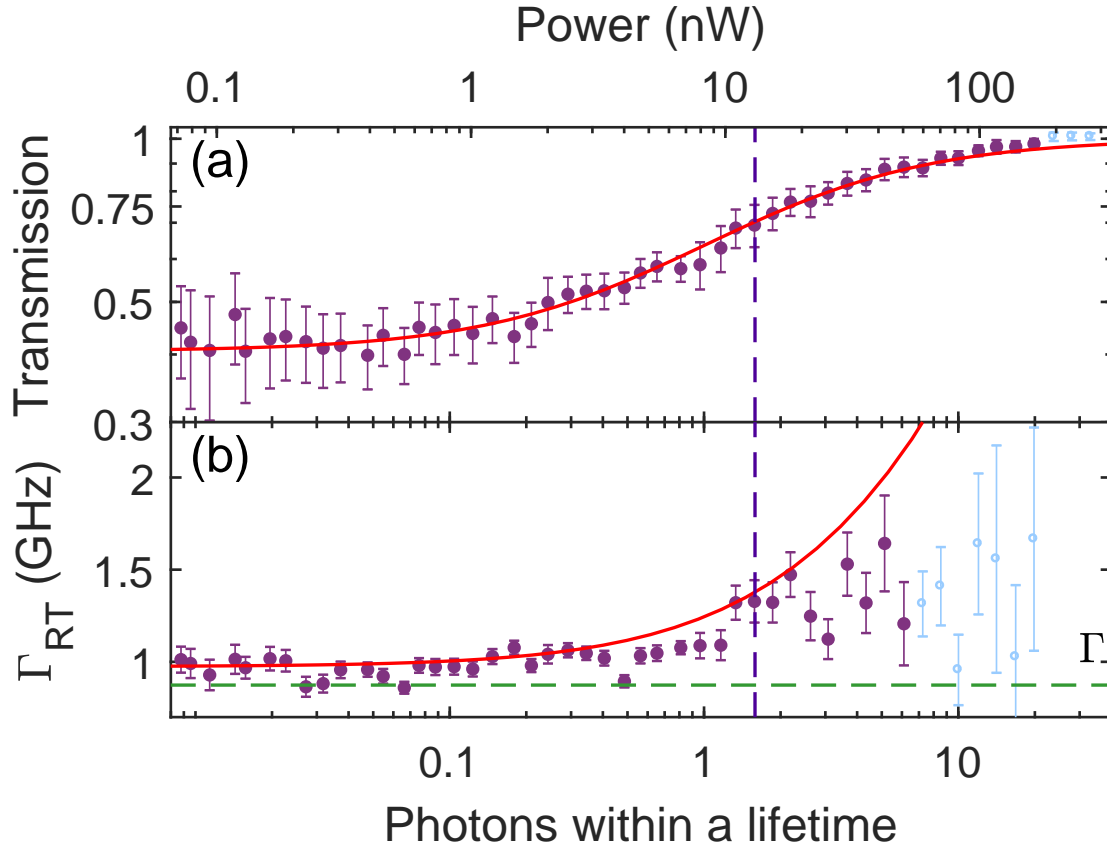 Power (nW)
0.1 1 10 100
(a)
Transmission
1
0.75
0.5
0.3
(b)
Γ_RT (GHz)
2
1.5
1
Γ
0.1 1 10
Photons within a lifetime